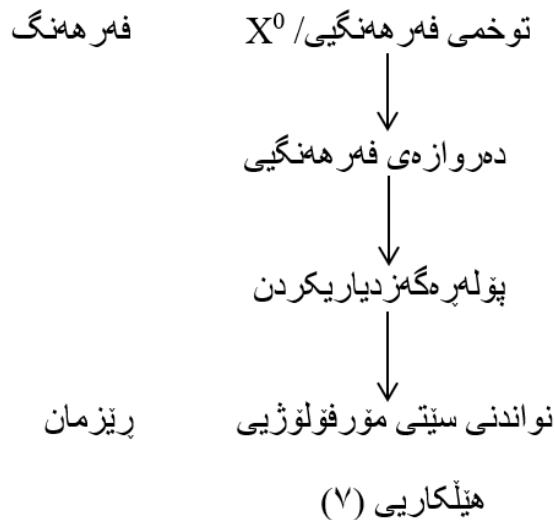 توخمی فەرهەنگیی/ X⁰ فەرهەنگ
دەروازەی فەرهەنگیی
پۆلەڕەگەزدیاریکردن
نواندنی سێتی مۆرفۆلۆژیی ڕێزمان
هێڵکاریی (٧)